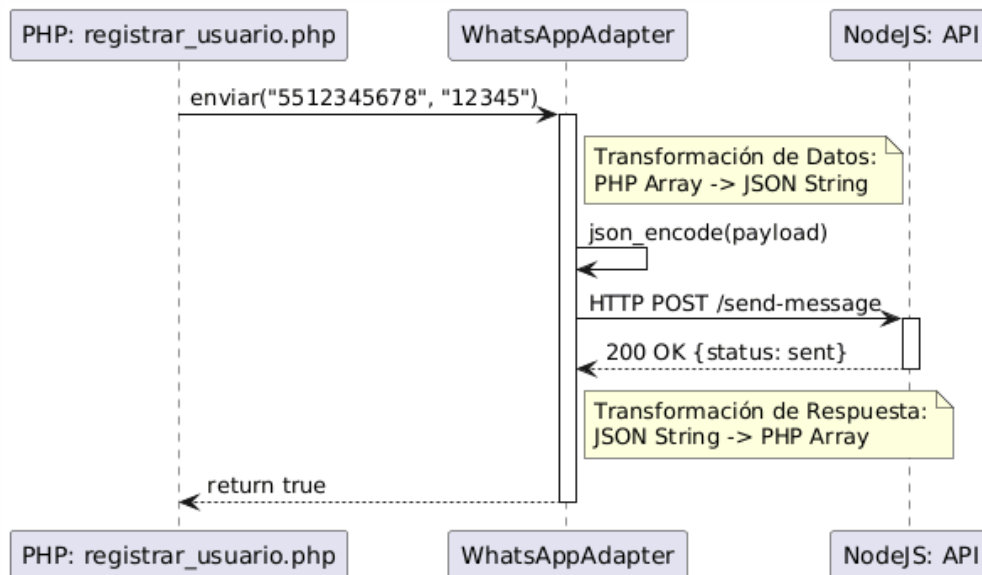 PHP: registrar_usuario.php
WhatsAppAdapter
NodeJS: API
enviar("5512345678", "12345")
Transformación de Datos:
PHP Array -> JSON String
json_encode(payload)
HTTP POST /send-message
200 OK {status: sent}
Transformación de Respuesta:
JSON String -> PHP Array
return true
PHP: registrar_usuario.php
WhatsAppAdapter
NodeJS: API